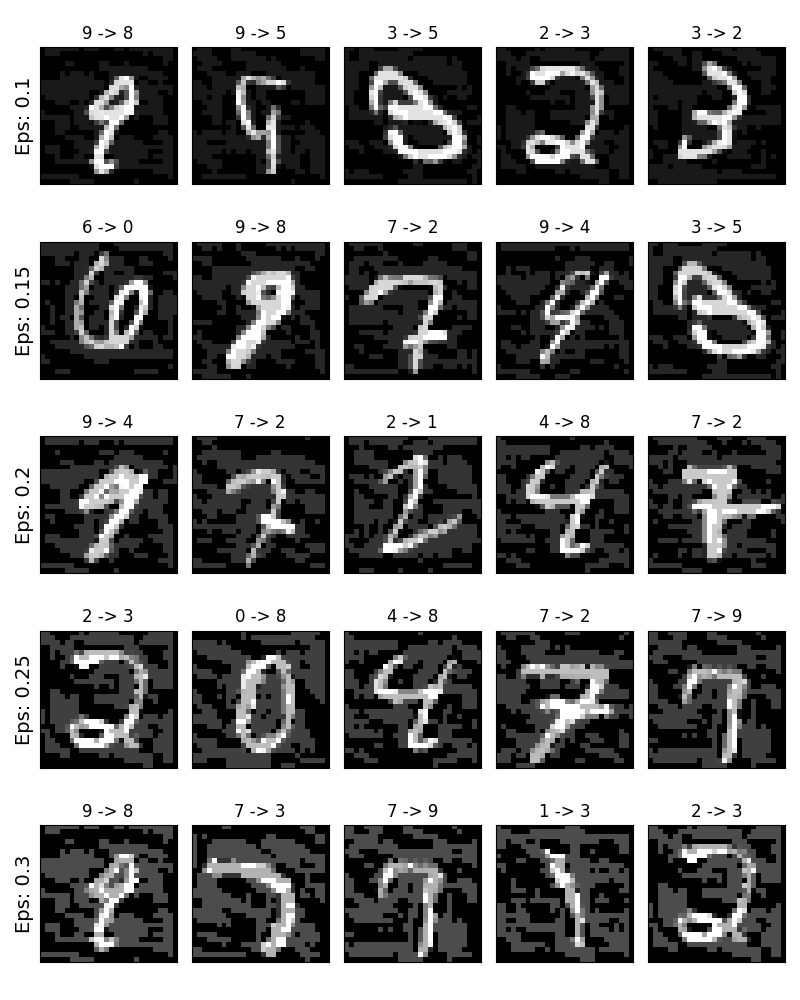 9 -> 8 9 -> 5 3 -> 5 2 -> 3 3 -> 2
Eps: 0.1
6 -> 0 9 -> 8 7 -> 2 9 -> 4 3 -> 5
Eps: 0.15
9 -> 4 7 -> 2 2 -> 1 4 -> 8 7 -> 2
Eps: 0.2
2 -> 3 0 -> 8 4 -> 8 7 -> 2 7 -> 9
Eps: 0.25
9 -> 8 7 -> 3 7 -> 9 1 -> 3 2 -> 3
Eps: 0.3